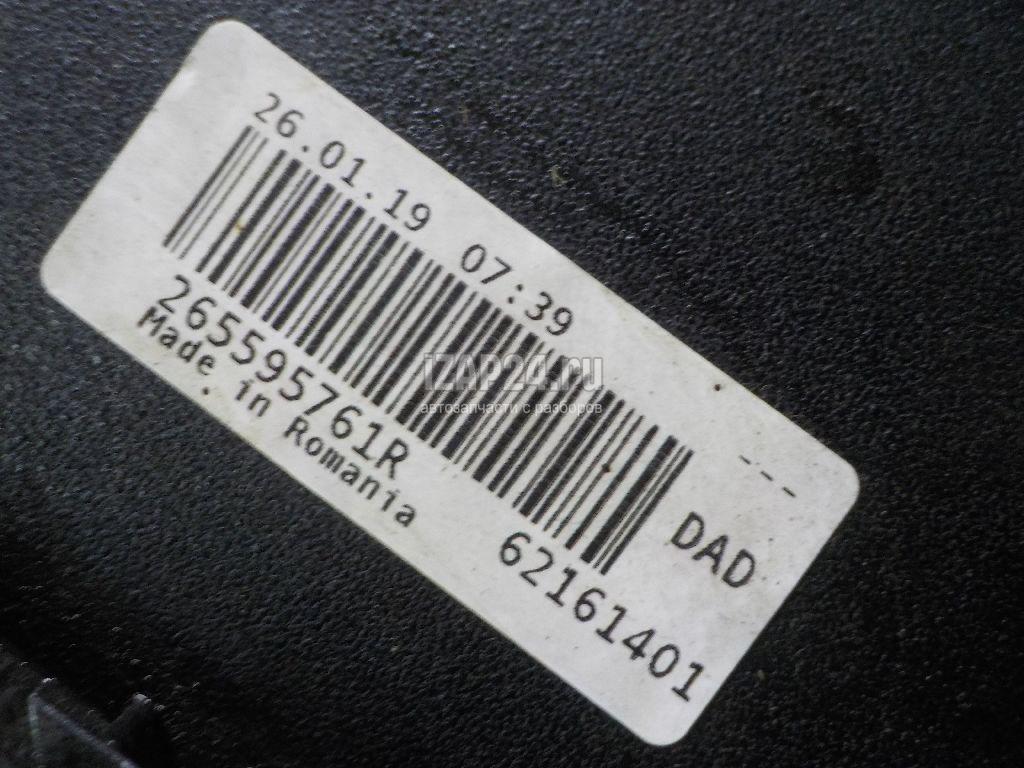 26.01.19 07:39
--- DAD
265595761R 62161401
Made in Romania
iZAP24.ru
автозапчасти с разборов